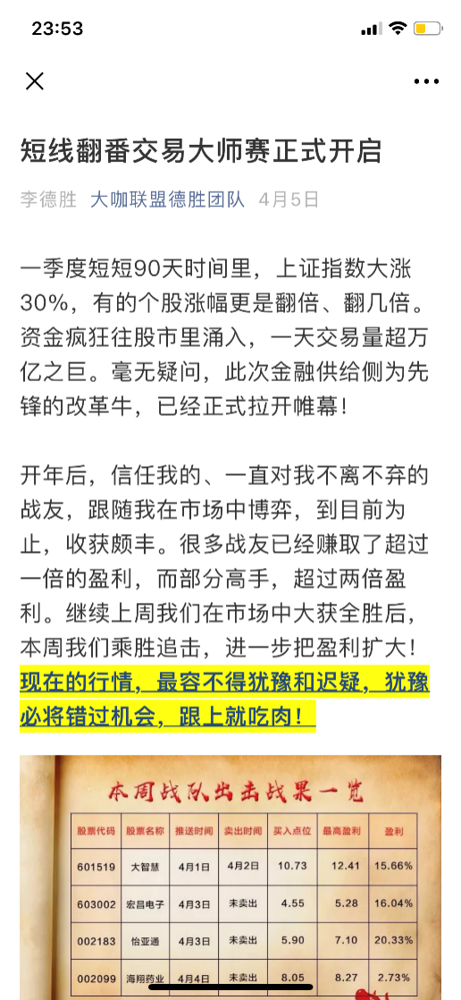 23:53
短线翻番交易大师赛正式开启
李德胜 大咖联盟德胜团队 4月5日
一季度短短90天时间里，上证指数大涨
30%，有的个股涨幅更是翻倍、翻几倍。
资金疯狂往股市里涌入，一天交易量超万
亿之巨。毫无疑问，此次金融供给侧为先
锋的改革牛，已经正式拉开帷幕！
开年后，信任我的、一直对我不离不弃的
战友，跟随我在市场中博弈，到目前为
止，收获颇丰。很多战友已经赚取了超过
一倍的盈利，而部分高手，超过两倍盈
利。继续上周我们在市场中大获全胜后，
本周我们乘胜追击，进一步把盈利扩大！
现在的行情，最容不得犹豫和迟疑，犹豫
必将错过机会，跟上就吃肉！
本周战队出击战果一览
股票代码 股票名称 推送时间 卖出时间 买入点位 最高盈利 盈利
601519 大智慧 4月1日 4月2日 10.73 12.41 15.66%
603002 宏昌电子 4月3日 未卖出 4.55 5.28 16.04%
002183 怡亚通 4月3日 未卖出 5.90 7.10 20.33%
002099 海翔药业 4月4日 未卖出 8.05 8.27 2.73%